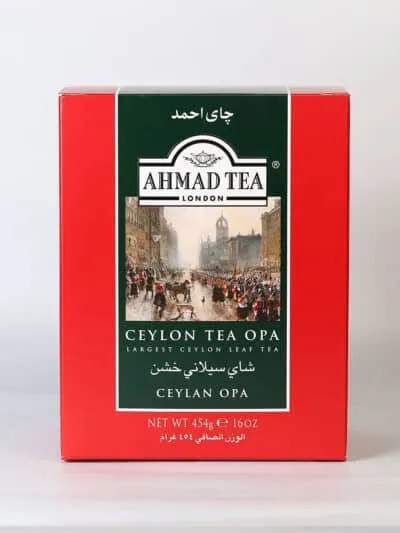 چای احمد
AHMAD TEA ®
LONDON
CEYLON TEA OPA
LARGEST CEYLON LEAF TEA
شاي سيلاني خشن
CEYLAN OPA
NET WT 454g ℮ 16OZ
الوزن الصافي ٤٥٤ غرام